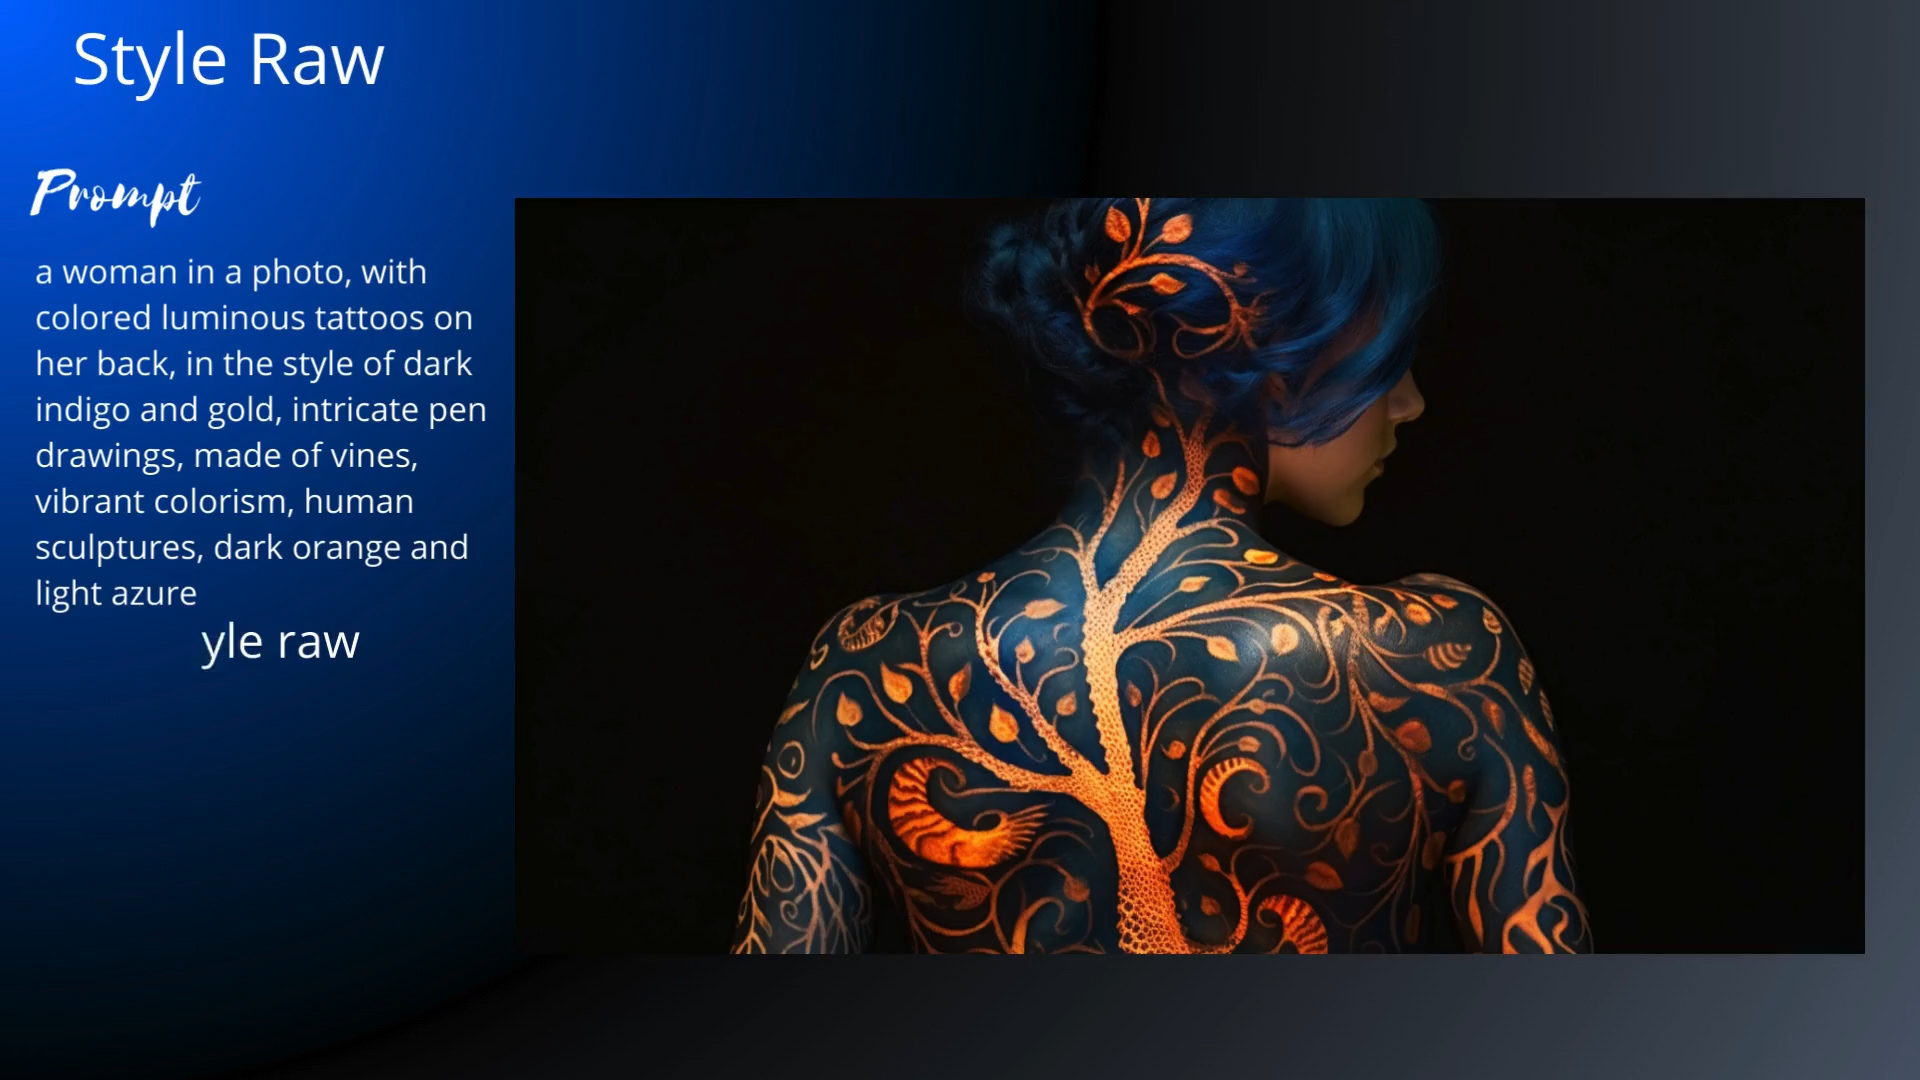 Style Raw
Prompt
a woman in a photo, with
colored luminous tattoos on
her back, in the style of dark
indigo and gold, intricate pen
drawings, made of vines,
vibrant colorism, human
sculptures, dark orange and
light azure
yle raw